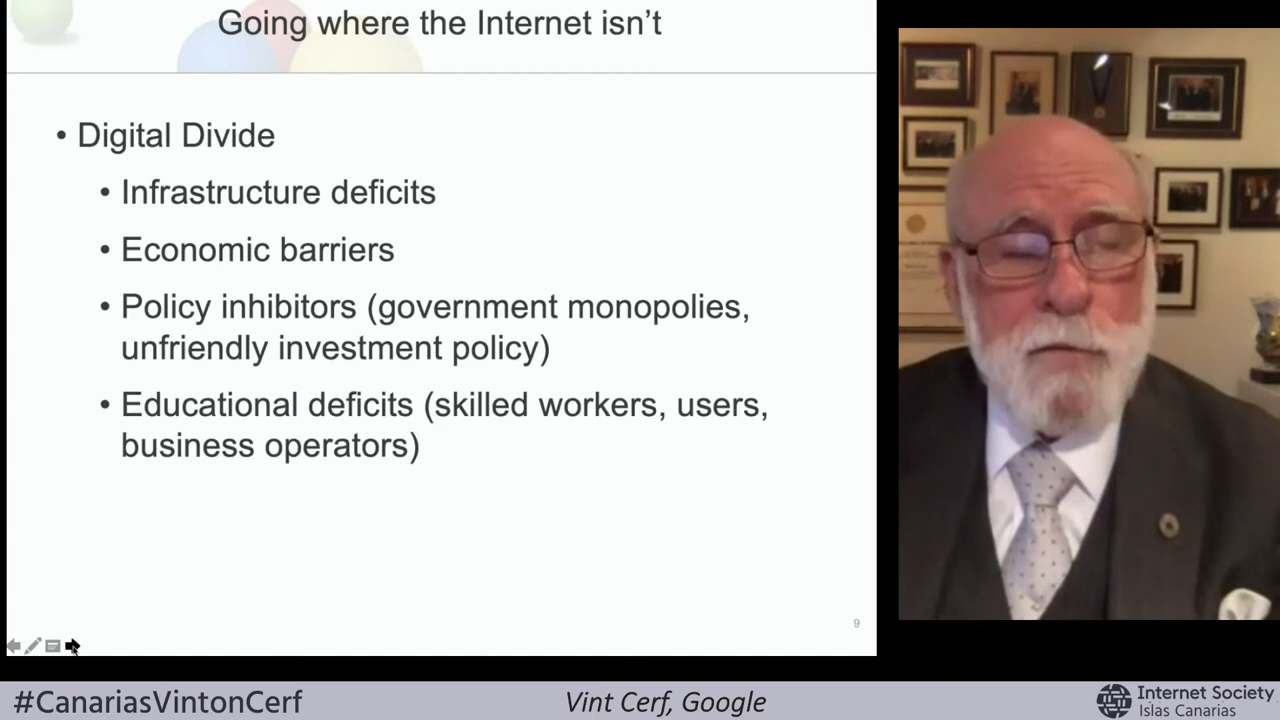 Going where the Internet isn’t
• Digital Divide
• Infrastructure deficits
• Economic barriers
• Policy inhibitors (government monopolies,
unfriendly investment policy)
• Educational deficits (skilled workers, users,
business operators)
9
#CanariasVintonCerf
Vint Cerf, Google
Internet Society
Islas Canarias